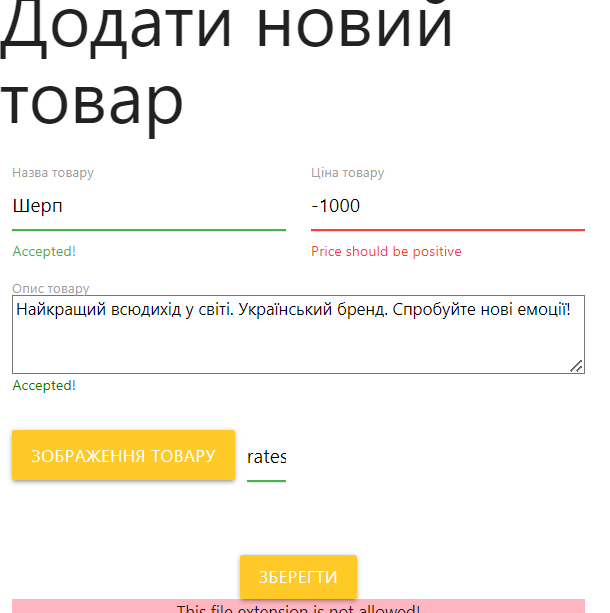 Додати новий
товар
Назва товару
Ціна товару
Шерп
-1000
Accepted!
Price should be positive
Опис товару
Найкращий всюдихід у світі. Український бренд. Спробуйте нові емоції!
Accepted!
ЗОБРАЖЕННЯ ТОВАРУ
rates
ЗБЕРЕГТИ
This file extension is not allowed!